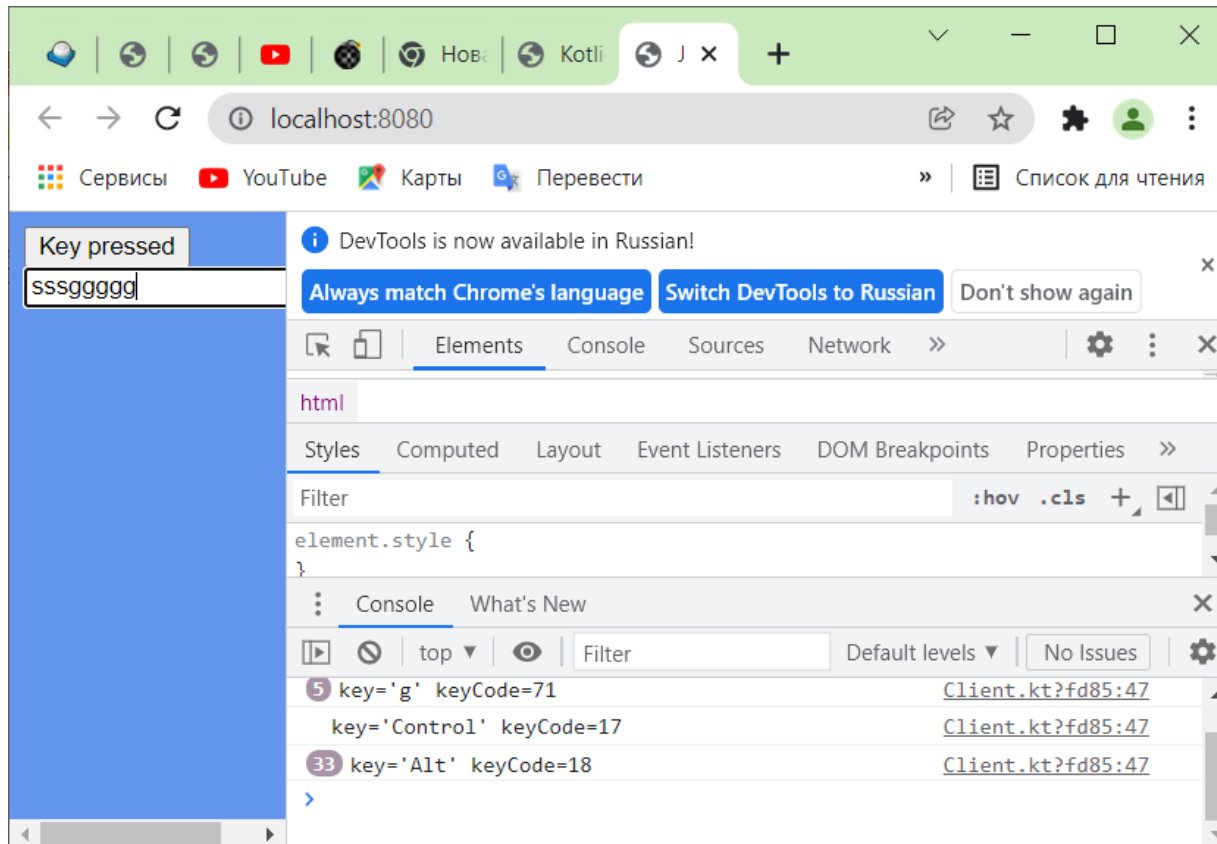 Нова Kotli J
localhost:8080
Сервисы YouTube Карты Перевести » Список для чтения
Key pressed
sssggggg
DevTools is now available in Russian!
Always match Chrome's language Switch DevTools to Russian Don't show again
Elements Console Sources Network »
html
Styles Computed Layout Event Listeners DOM Breakpoints Properties »
Filter :hov .cls +
element.style {
}
Console What's New
top ▼ Filter Default levels ▼ No Issues
5 key='g' keyCode=71 Client.kt?fd85:47
key='Control' keyCode=17 Client.kt?fd85:47
33 key='Alt' keyCode=18 Client.kt?fd85:47
>